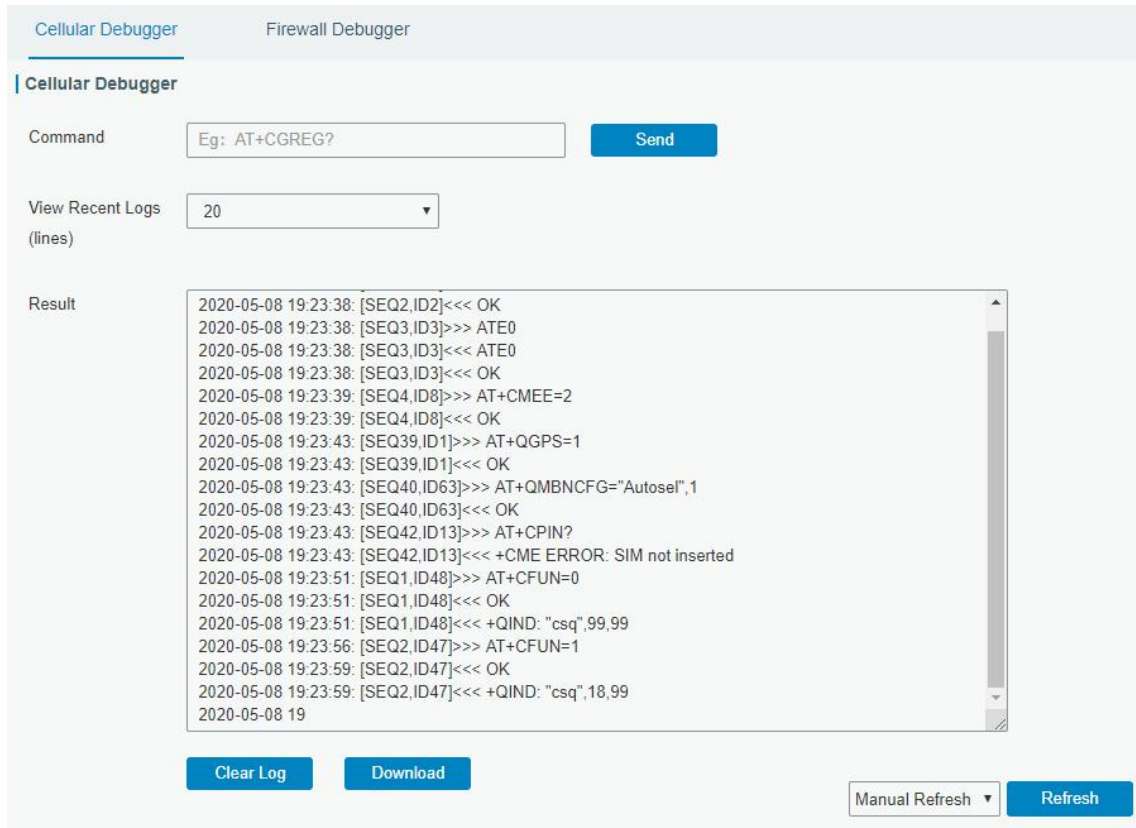 Cellular Debugger Firewall Debugger
Cellular Debugger
Command Eg: AT+CGREG? Send
View Recent Logs 20
(lines)
Result
2020-05-08 19:23:38: [SEQ2,ID2]<<< OK
2020-05-08 19:23:38: [SEQ3,ID3]>>> ATE0
2020-05-08 19:23:38: [SEQ3,ID3]<<< ATE0
2020-05-08 19:23:38: [SEQ3,ID3]<<< OK
2020-05-08 19:23:39: [SEQ4,ID8]>>> AT+CMEE=2
2020-05-08 19:23:39: [SEQ4,ID8]<<< OK
2020-05-08 19:23:43: [SEQ39,ID1]>>> AT+QGPS=1
2020-05-08 19:23:43: [SEQ39,ID1]<<< OK
2020-05-08 19:23:43: [SEQ40,ID63]>>> AT+QMBNCFG="Autosel",1
2020-05-08 19:23:43: [SEQ40,ID63]<<< OK
2020-05-08 19:23:43: [SEQ42,ID13]>>> AT+CPIN?
2020-05-08 19:23:43: [SEQ42,ID13]<<< +CME ERROR: SIM not inserted
2020-05-08 19:23:51: [SEQ1,ID48]>>> AT+CFUN=0
2020-05-08 19:23:51: [SEQ1,ID48]<<< OK
2020-05-08 19:23:51: [SEQ1,ID48]<<< +QIND: "csq",99,99
2020-05-08 19:23:56: [SEQ2,ID47]>>> AT+CFUN=1
2020-05-08 19:23:59: [SEQ2,ID47]<<< OK
2020-05-08 19:23:59: [SEQ2,ID47]<<< +QIND: "csq",18,99
2020-05-08 19
Clear Log Download
Manual Refresh Refresh